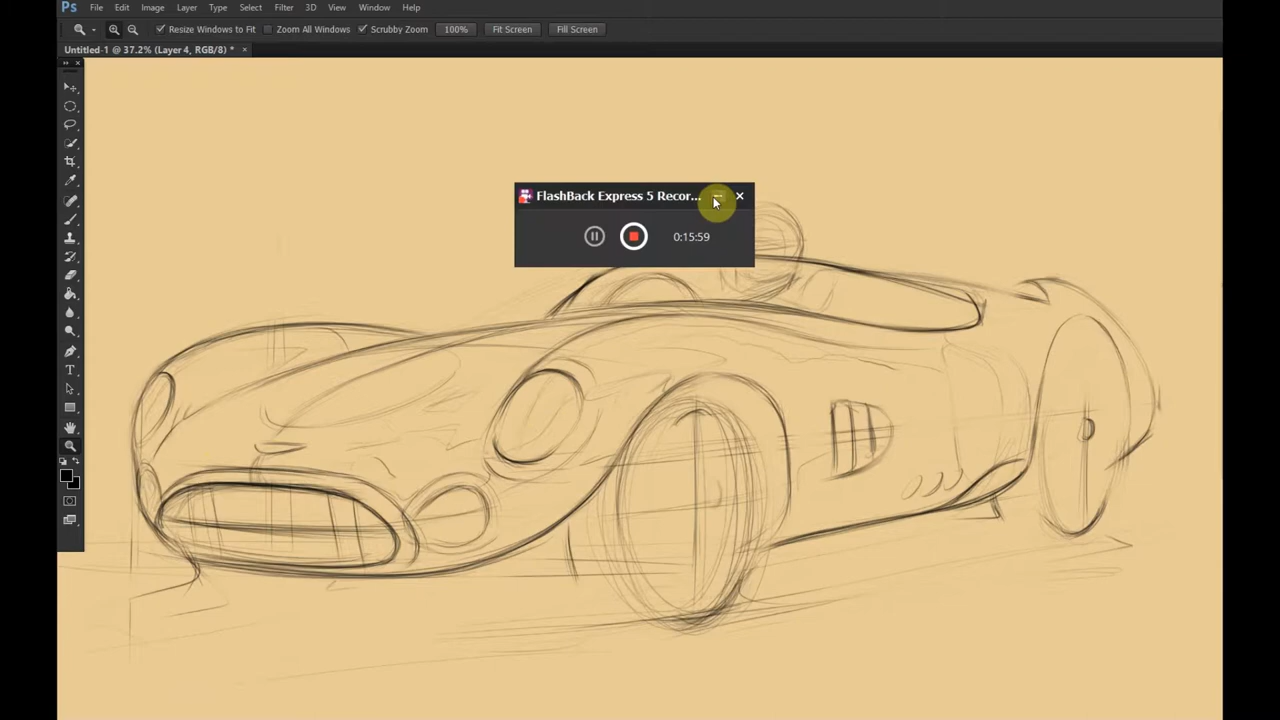 Ps File Edit Image Layer Type Select Filter 3D View Window Help
Resize Windows to Fit Zoom All Windows Scrubby Zoom 100% Fit Screen Fill Screen
Untitled-1 @ 37.2% (Layer 4, RGB/8) * ×
FlashBack Express 5 Recor...
0:15:59
T